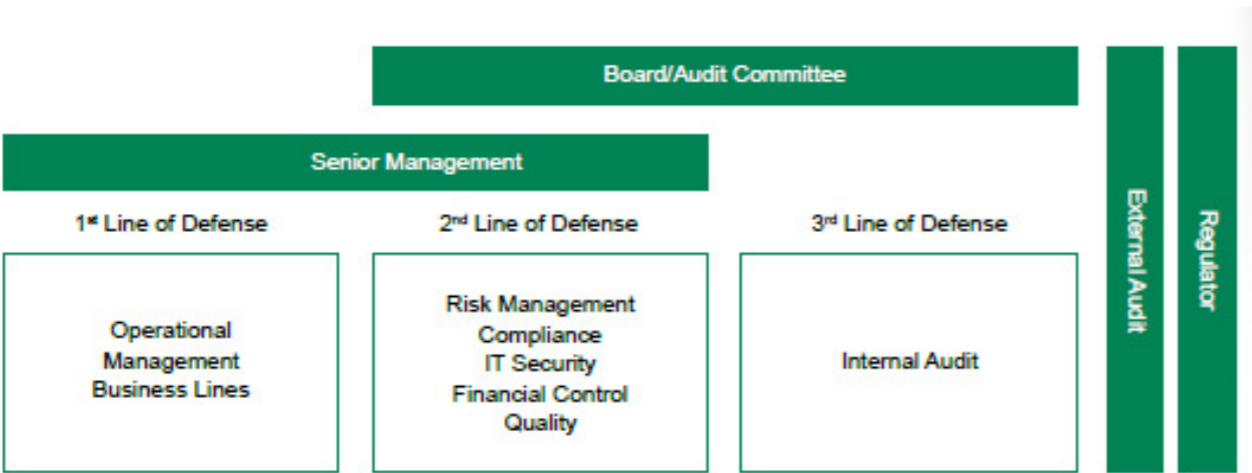 Board/Audit Committee
Senior Management
1st Line of Defense
2nd Line of Defense
3rd Line of Defense
Operational
Management
Business Lines
Risk Management
Compliance
IT Security
Financial Control
Quality
Internal Audit
External Audit
Regulator